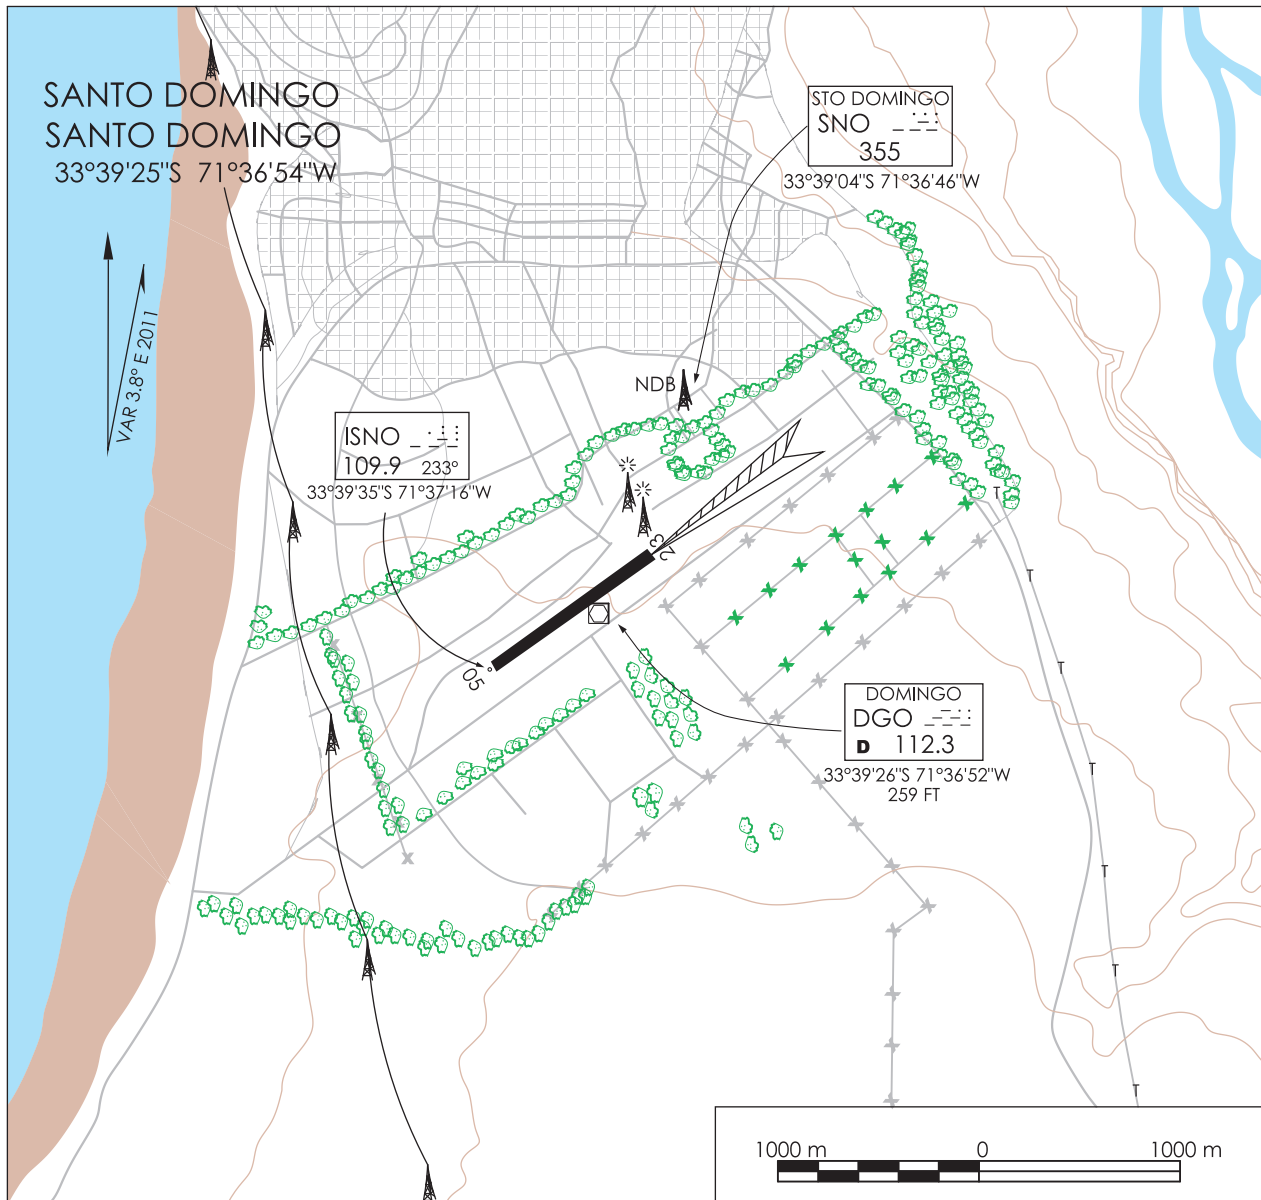 SANTO DOMINGO
SANTO DOMINGO
33°39'25"S 71°36'54"W
VAR 3.8° E 2011
STO DOMINGO
SNO
355
33°39'04"S 71°36'46"W
NDB
ISNO
109.9 233°
33°39'35"S 71°37'16"W
23
05
DOMINGO
DGO
D 112.3
33°39'26"S 71°36'52"W
259 FT
T
T
T
T
T
T
T
1000 m 0 1000 m